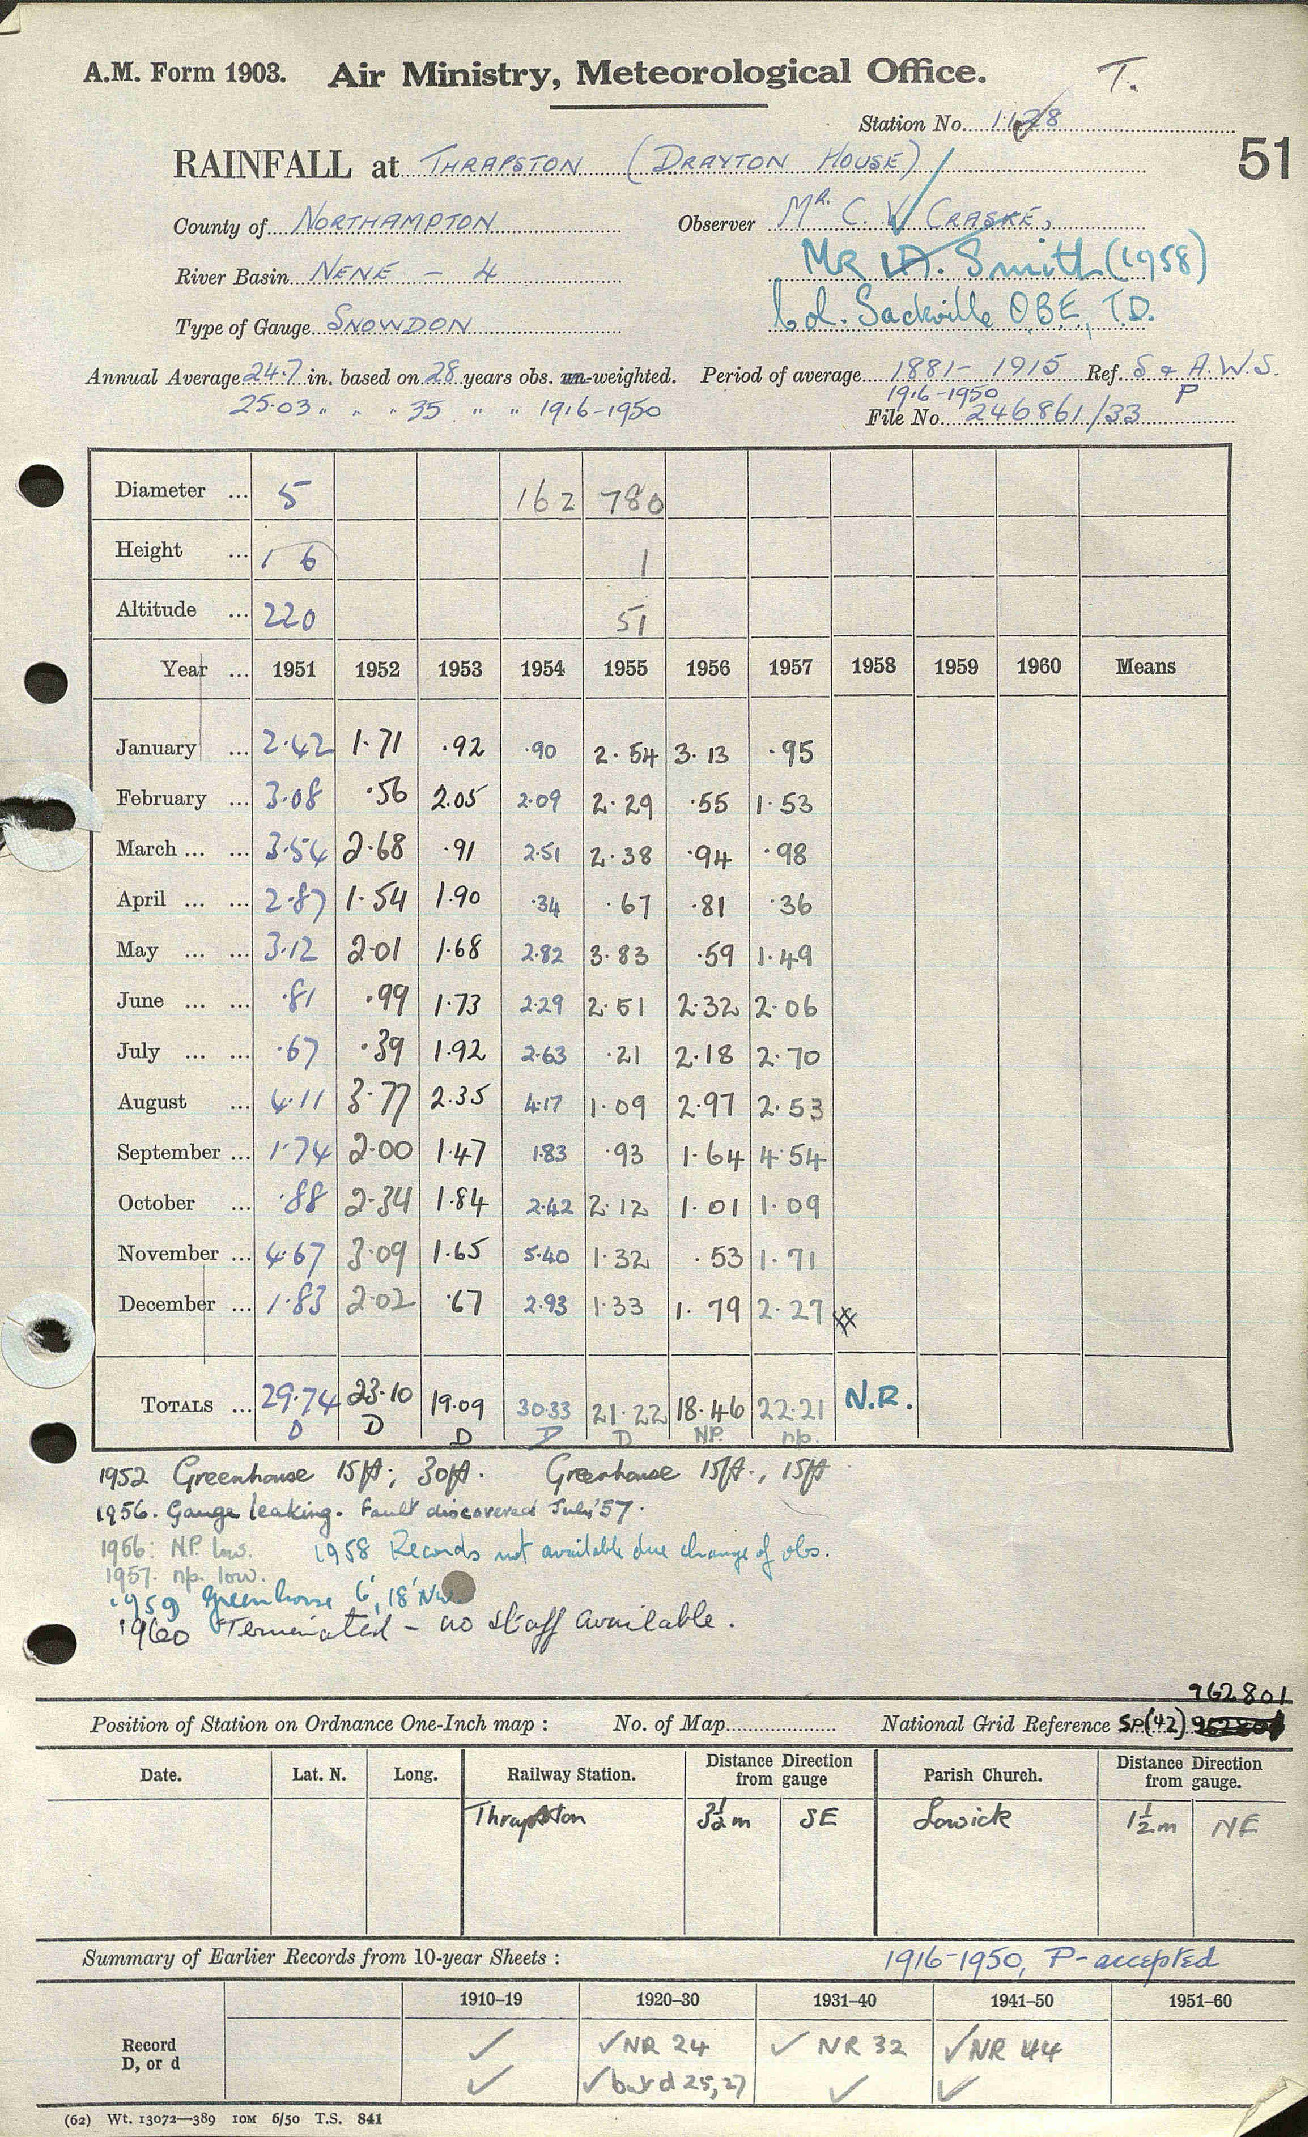 A.M. Form 1903. Air Ministry, Meteorological Office. T.
Station No. 1128
RAINFALL at THRAPSTON (DRAYTON HOUSE) 51
County of NORTHAMPTON Observer MR. C. V CRASKE,
MR A. Smith (1958)
River Basin NENE - 4
Col. Sackville OBE, T.D.
Type of Gauge SNOWDON
Annual Average 24.7 in. based on 28 years obs. un-weighted. Period of average 1881-1915 Ref. S & A.W.S.
25.03 " " " 35 " " 1916-1950 1916-1950 P
File No. 246861/33
Diameter ... 5 162 780
Height ... 1 6 1
Altitude ... 220 51
Year ... 1951 1952 1953 1954 1955 1956 1957 1958 1959 1960 Means
January ... 2.42 1.71 .92 .90 2.54 3.13 .95
February ... 3.08 .56 2.05 2.09 2.29 .55 1.53
March ... ... 3.54 2.68 .91 2.51 2.38 .94 .98
April ... ... 2.87 1.54 1.90 .34 .67 .81 .36
May ... ... 3.12 2.01 1.68 2.82 3.83 .59 1.49
June ... ... .81 .99 1.73 2.29 2.51 2.32 2.06
July ... ... .67 .39 1.92 2.63 .21 2.18 2.70
August ... 4.11 3.77 2.35 4.17 1.09 2.97 2.53
September ... 1.74 2.00 1.47 1.83 .93 1.64 4.54
October ... .88 2.34 1.84 2.42 2.12 1.01 1.09
November ... 4.67 3.09 1.65 5.40 1.32 .53 1.71
December ... 1.83 2.02 .67 2.93 1.33 1.79 2.27
TOTALS ... 29.74 23.10 19.09 30.33 21.22 18.46 22.21 N.R.
D D D D D NP. np.
1952 Greenhouse 15ft; 30ft. Greenhouse 15ft., 15ft
1956. Gauge leaking. Fault discovered July '57.
1956: N.P. low. 1958 Records not available due change of obs.
1957. np. low.
1959 Greenhouse 6', 18' NW
1960 Terminated - no staff available.
962801
Position of Station on Ordnance One-Inch map : No. of Map National Grid Reference SP(42)
Date. Lat. N. Long. Railway Station. Distance Direction from gauge Parish Church. Distance Direction from gauge.
Thrapston 3½m SE Lowick 1½m NE
Summary of Earlier Records from 10-year Sheets : 1916-1950, P-accepted
1910-19 1920-30 1931-40 1941-50 1951-60
Record ✓ ✓NR 24 ✓ NR 32 ✓NR 44
D, or d ✓ ✓but d 25,27 ✓ ✓
(62) Wt. 13072—389 10M 6/50 T.S. 841